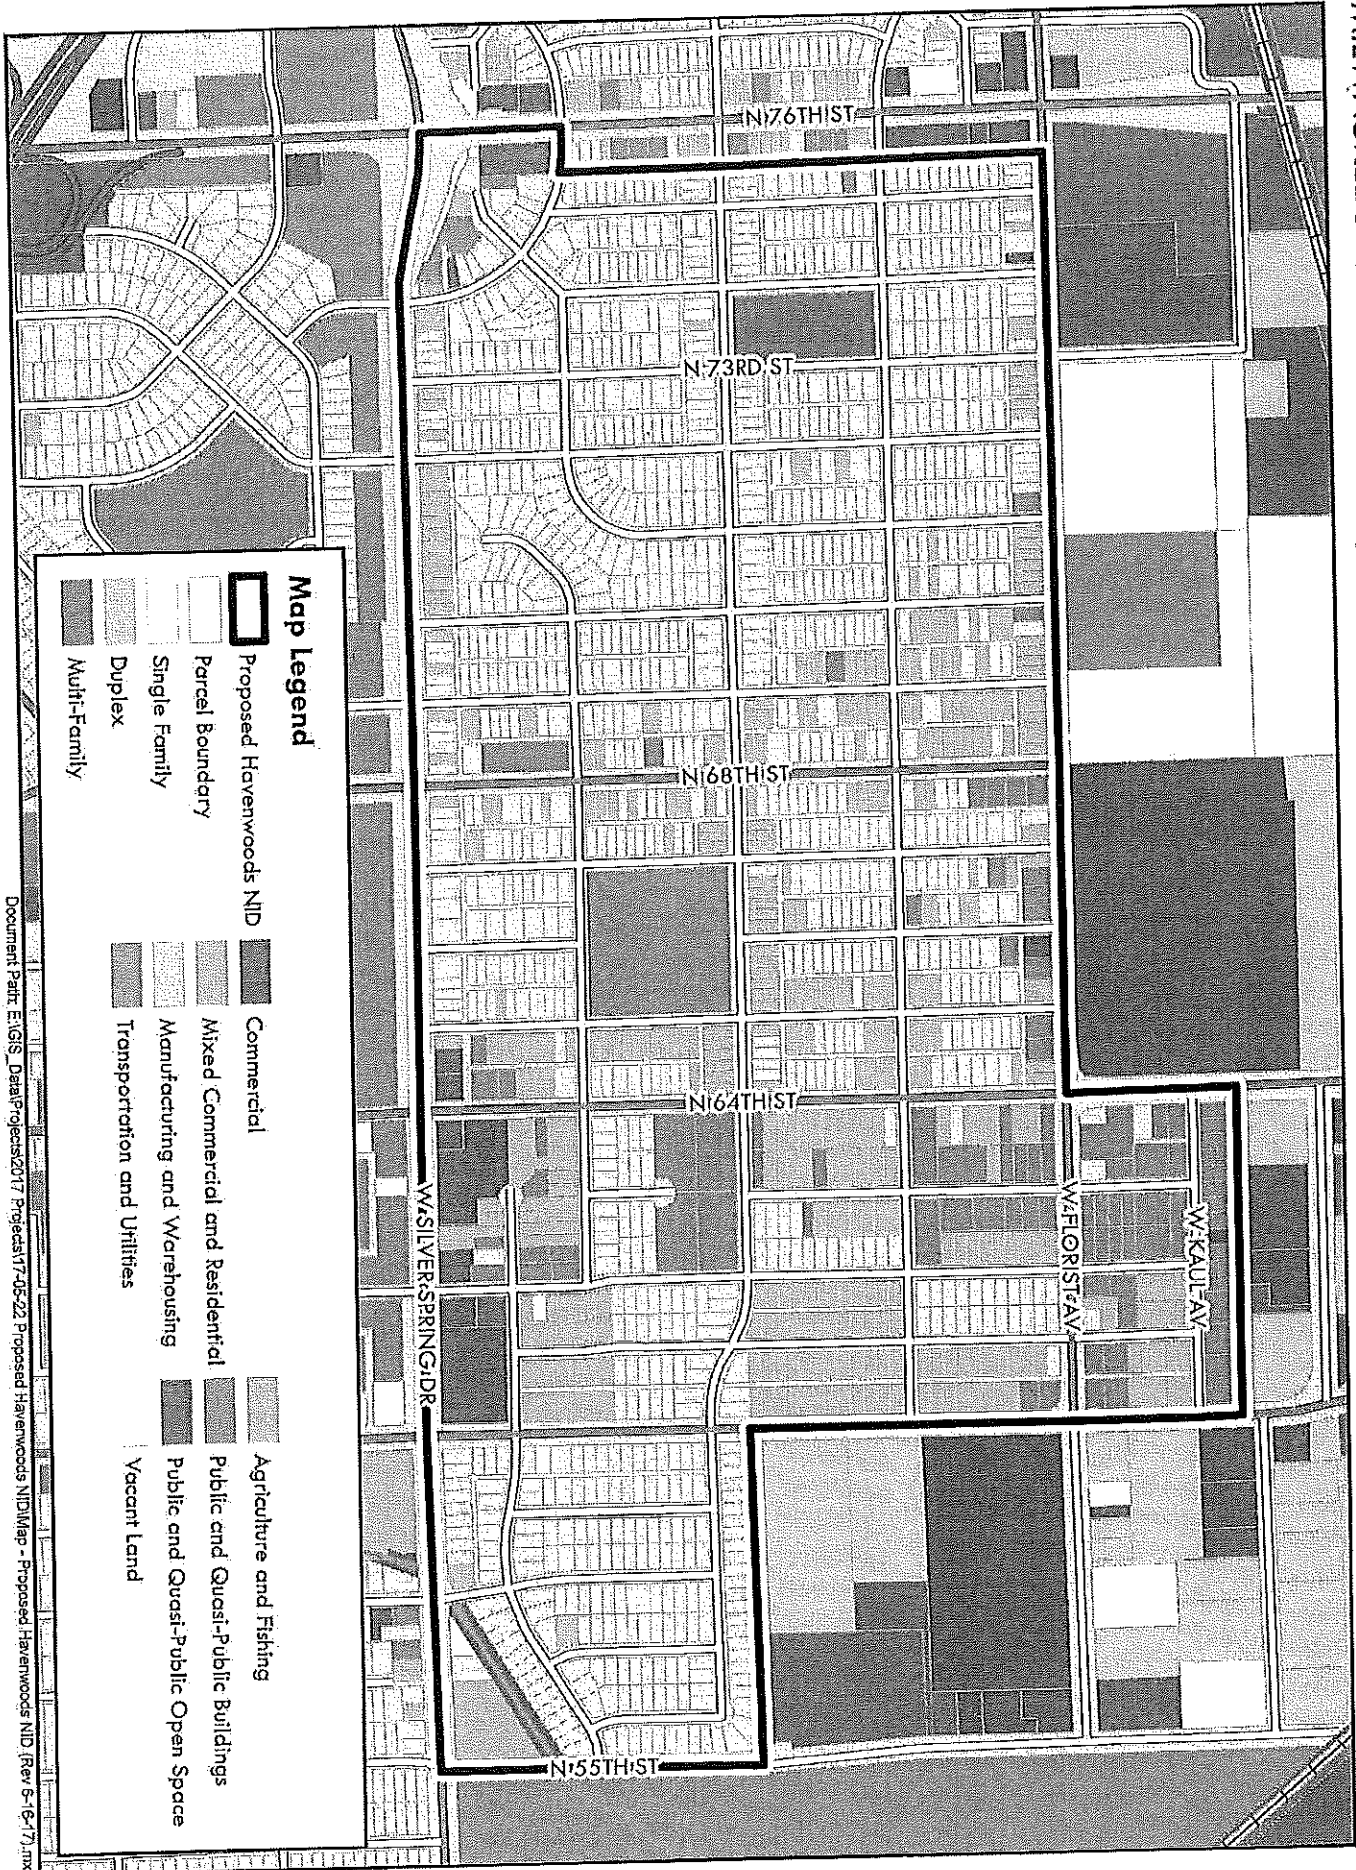 N 76TH ST
N 73RD ST
N 68TH ST
N 64TH ST
W KAUL AV
W FLORIST AV
W SILVER SPRING DR
N 55TH ST
Map Legend
Proposed Havenwoods NID
Parcel Boundary
Single Family
Duplex
Multi-Family
Commercial
Mixed Commercial and Residential
Manufacturing and Warehousing
Transportation and Utilities
Agriculture and Fishing
Public and Quasi-Public Buildings
Public and Quasi-Public Open Space
Vacant Land
Document Path: E:\GIS_Data\Projects\2017 Projects\17-05-22 Proposed Havenwoods NID\Map - Proposed Havenwoods NID (Rev 6-16-17).mx